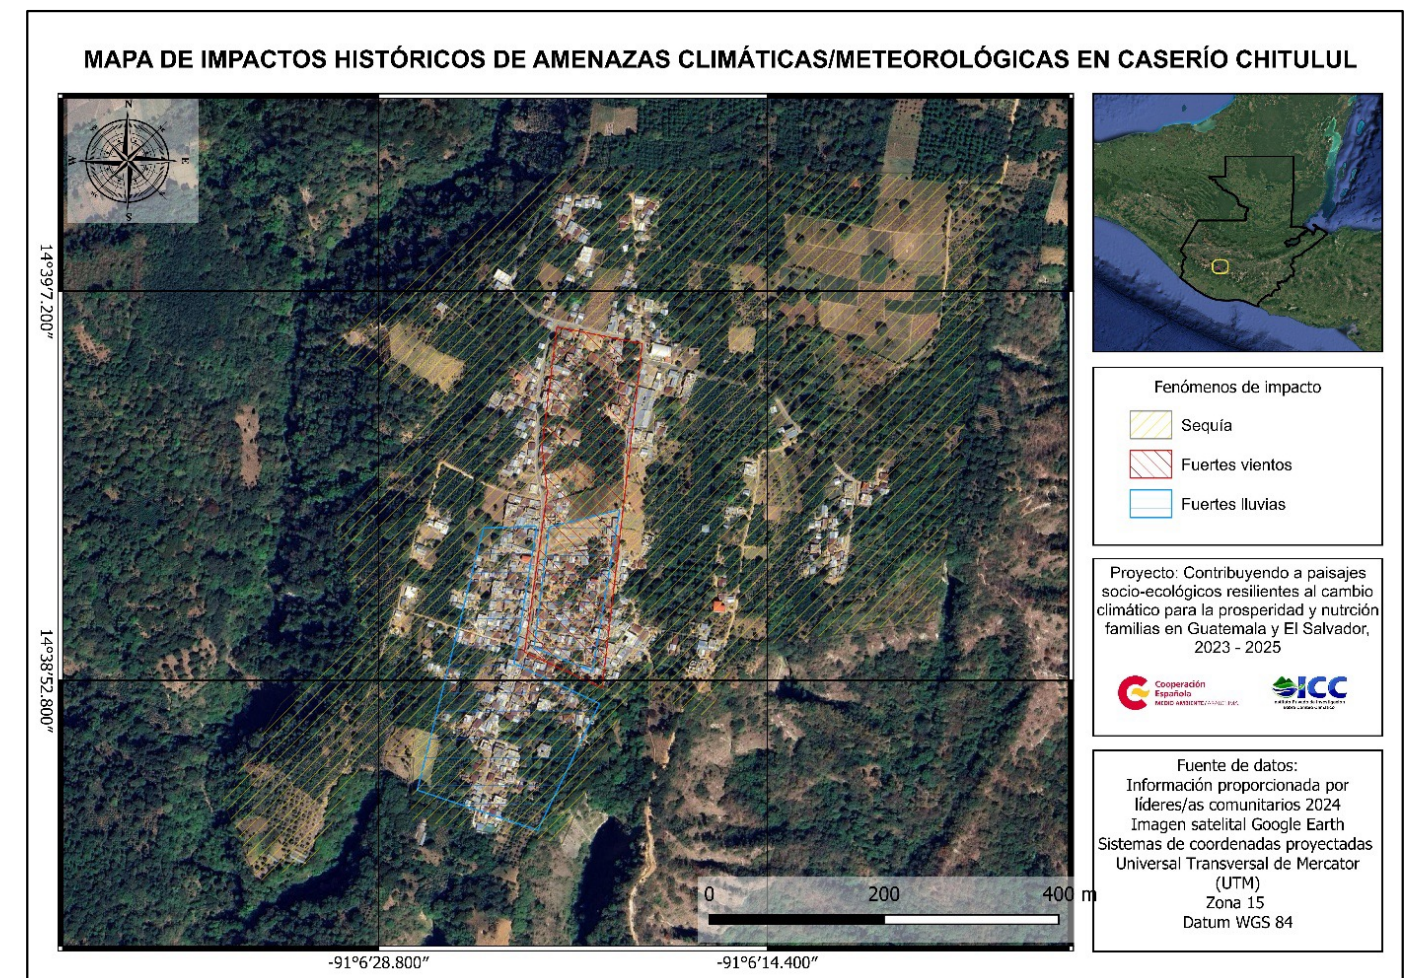 MAPA DE IMPACTOS HISTÓRICOS DE AMENAZAS CLIMÁTICAS/METEOROLÓGICAS EN CASERÍO CHITULUL
N
W
E
S
14°39'7.200"
14°38'52.800"
-91°6'28.800"
-91°6'14.400"
0 200 400 m
Fenómenos de impacto
Sequía
Fuertes vientos
Fuertes lluvias
Proyecto: Contribuyendo a paisajes
socio-ecológicos resilientes al cambio
climático para la prosperidad y nutrción
familias en Guatemala y El Salvador,
2023 - 2025
Cooperación
Española
MEDIO AMBIENTE
ICC
Fuente de datos:
Información proporcionada por
líderes/as comunitarios 2024
Imagen satelital Google Earth
Sistemas de coordenadas proyectadas
Universal Transversal de Mercator
(UTM)
Zona 15
Datum WGS 84